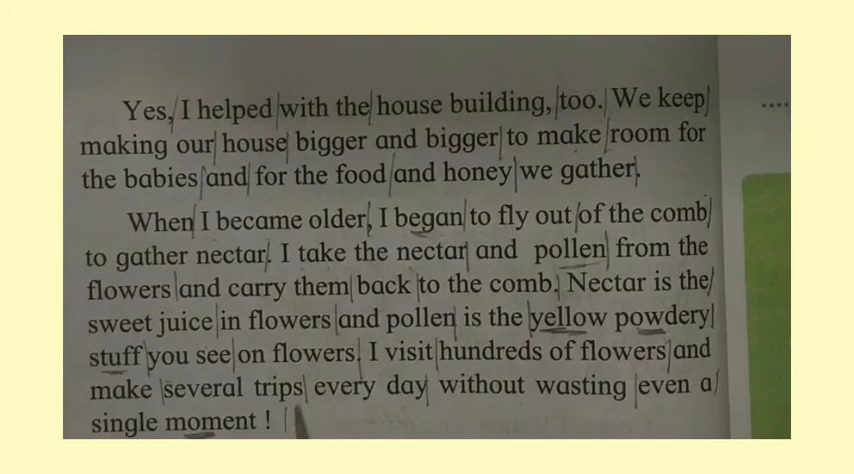 Yes, I helped with the house building, too. We keep
making our house bigger and bigger to make room for
the babies and for the food and honey we gather.
When I became older, I began to fly out of the comb
to gather nectar. I take the nectar and pollen from the
flowers and carry them back to the comb. Nectar is the
sweet juice in flowers and pollen is the yellow powdery
stuff you see on flowers. I visit hundreds of flowers and
make several trips every day without wasting even a
single moment !